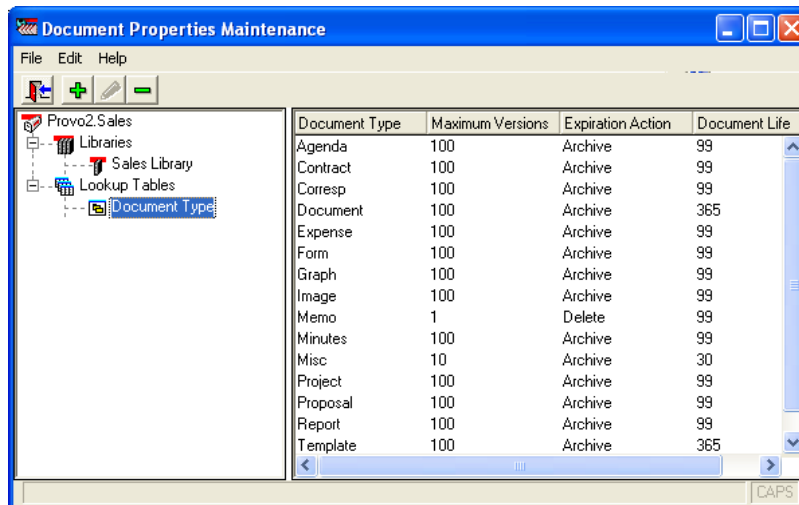 Document Properties Maintenance
File Edit Help
Provo2.Sales
Libraries
Sales Library
Lookup Tables
Document Type
Document Type Maximum Versions Expiration Action Document Life
Agenda 100 Archive 99
Contract 100 Archive 99
Corresp 100 Archive 99
Document 100 Archive 365
Expense 100 Archive 99
Form 100 Archive 99
Graph 100 Archive 99
Image 100 Archive 99
Memo 1 Delete 99
Minutes 100 Archive 99
Misc 10 Archive 30
Project 100 Archive 99
Proposal 100 Archive 99
Report 100 Archive 99
Template 100 Archive 365
CAPS